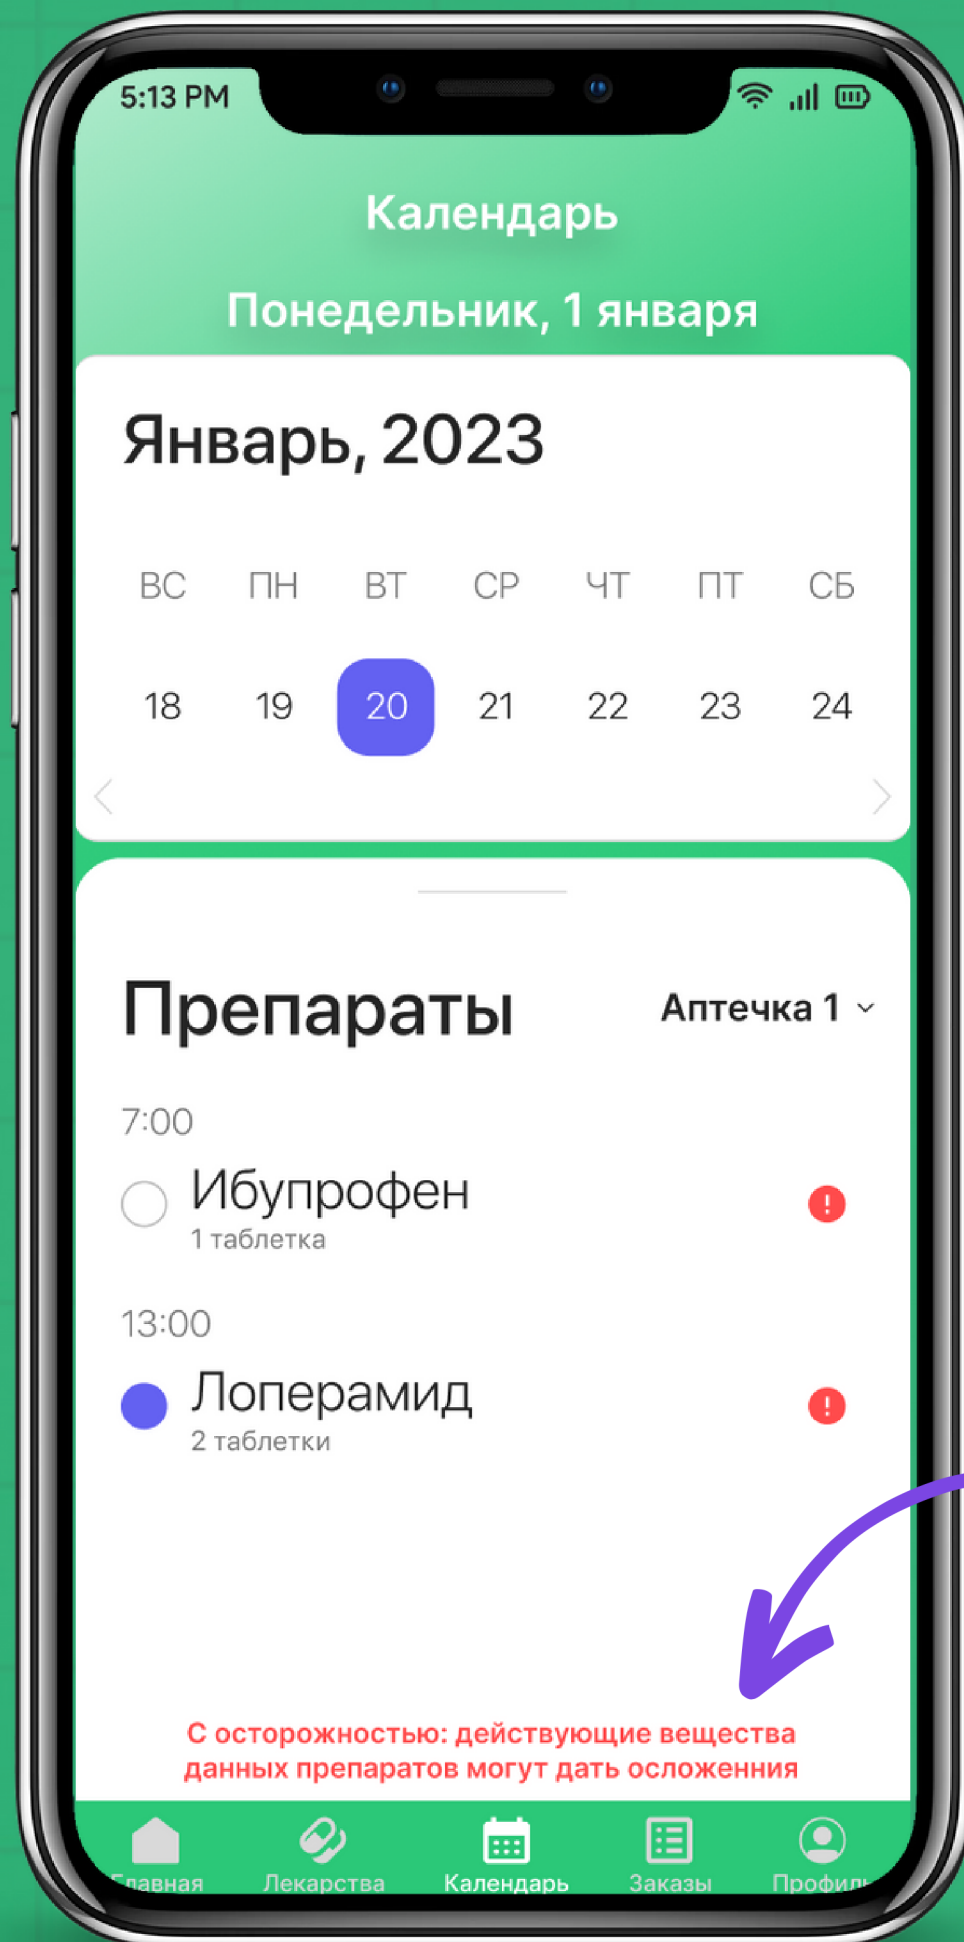 5:13 PM
Календарь
Понедельник, 1 января
Январь, 2023
ВС ПН ВТ СР ЧТ ПТ СБ
18 19 20 21 22 23 24
Препараты
Аптечка 1
7:00
Ибупрофен
1 таблетка
13:00
Лоперамид
2 таблетки
С осторожностью: действующие вещества
данных препаратов могут дать осложенния
Главная Лекарства Календарь Заказы Профиль